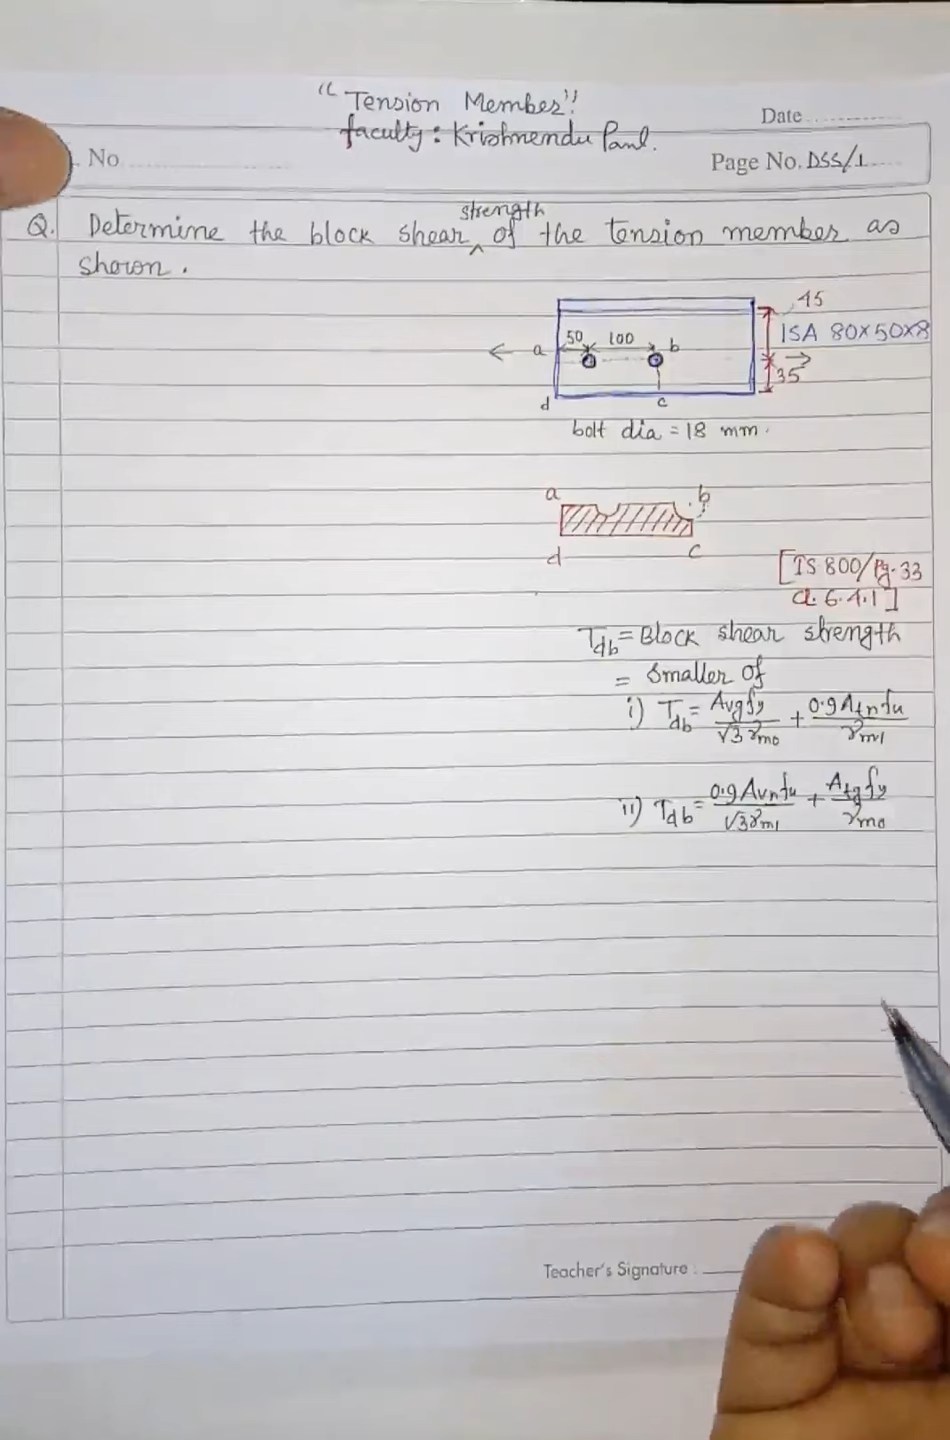 "Tension Member"
faculty: Krishnendu Paul.
Date
No
Page No. DSS/1
Q. Determine the block shear strength of the tension member as
shown.
45
50 100
ISA 80×50×8
a b
35
d c
bolt dia = 18 mm.
a b
d c
[IS 800/Pg. 33
Cl. 6.4.1]
Tdb = Block shear strength
= smaller of
i) Tdb = Avg fy / √3 γm0 + 0.9 Atn fu / γm1
ii) Tdb = 0.9 Avn fu / √3 γm1 + Atg fy / γm0
Teacher's Signature :